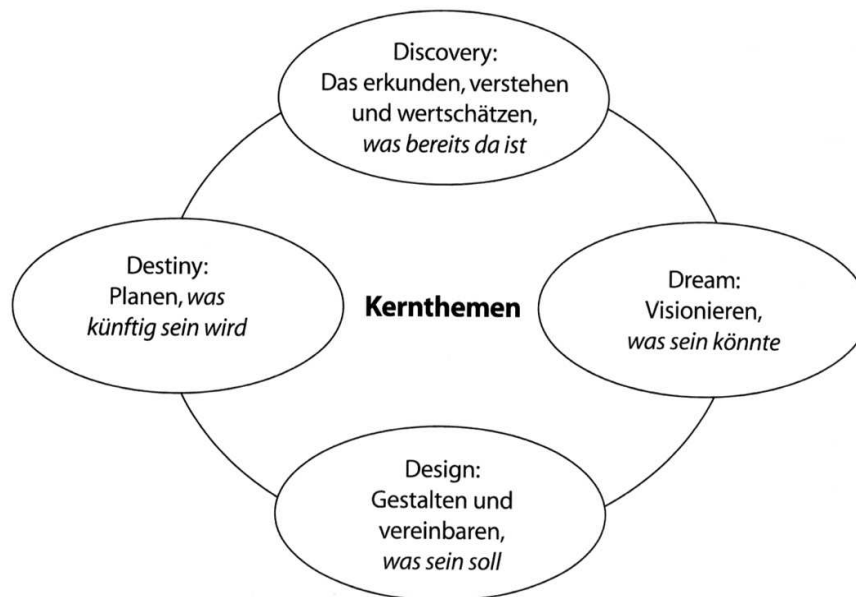 Discovery:
Das erkunden, verstehen
und wertschätzen,
was bereits da ist
Destiny:
Planen, was
künftig sein wird
Kernthemen
Dream:
Visionieren,
was sein könnte
Design:
Gestalten und
vereinbaren,
was sein soll